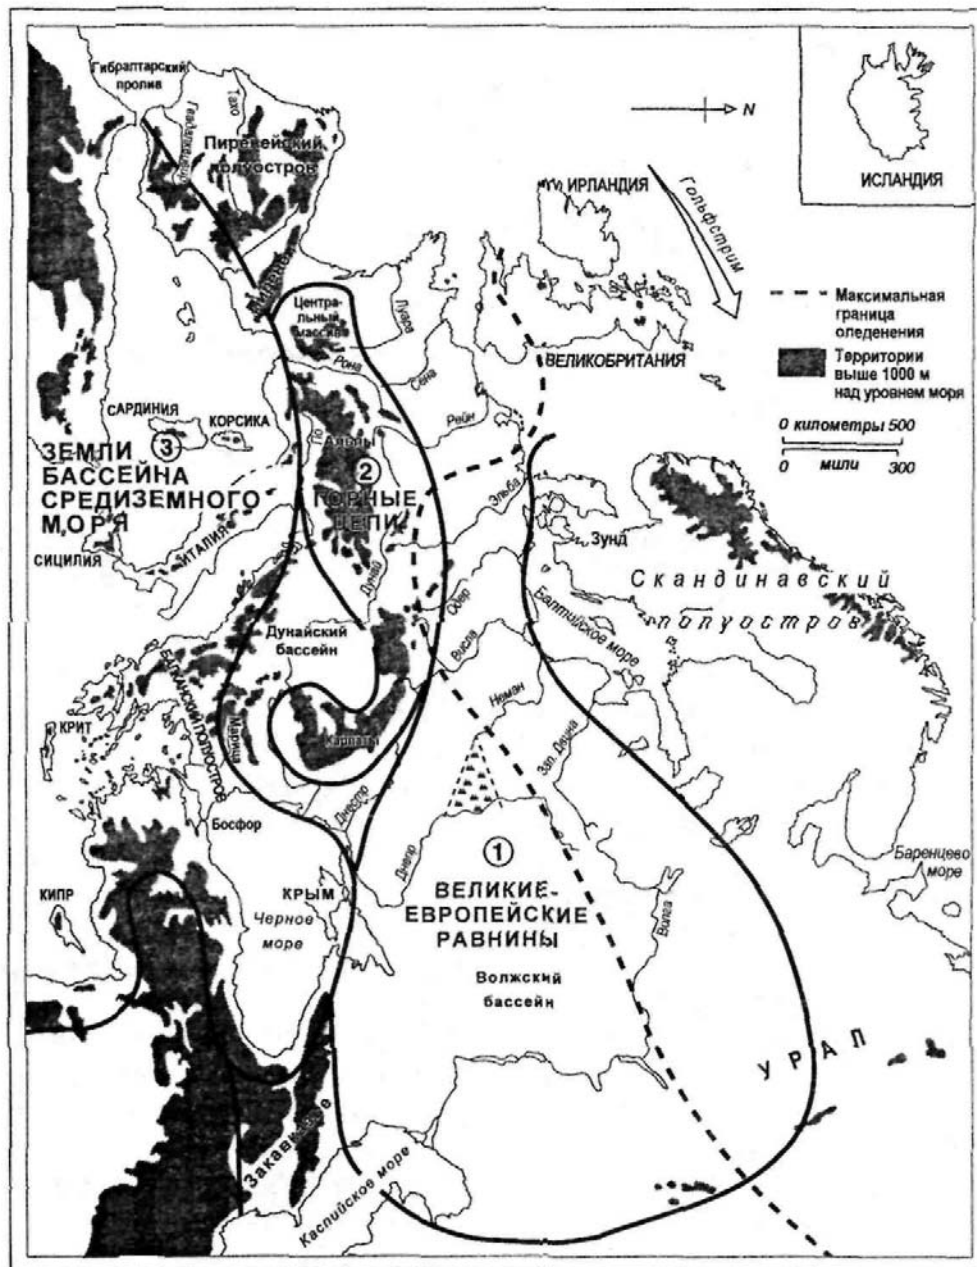 Гибралтарский
пролив
Тахо
Пиренейский
полуостров
N
ИСЛАНДИЯ
ИРЛАНДИЯ
Гольфстрим
Максимальная
граница
оледенения
Территории
выше 1000 м
над уровнем моря
0 километры 500
0 мили 300
Централь-
ный
массив
Луара
Рона
Сена
ВЕЛИКОБРИТАНИЯ
Рейн
САРДИНИЯ
КОРСИКА
По
Альпы
③
ЗЕМЛИ
БАССЕЙНА
СРЕДИЗЕМНОГО
МОРЯ
②
ГОРНЫЕ
ЦЕПИ
Эльба
СИЦИЛИЯ
ИТАЛИЯ
Зунд
Дунай
Одер
Скандинавский
полуостров
Балтийское море
Дунайский
бассейн
Висла
Неман
БАЛКАНСКИЙ ПОЛУОСТРОВ
Марица
Карпаты
Зап. Двина
КРИТ
Босфор
Днестр
Днепр
①
ВЕЛИКИЕ-
ЕВРОПЕЙСКИЕ
РАВНИНЫ
Баренцево
море
КИПР
КРЫМ
Черное
море
Волга
Волжский
бассейн
УРАЛ
Закавказье
Каспийское море